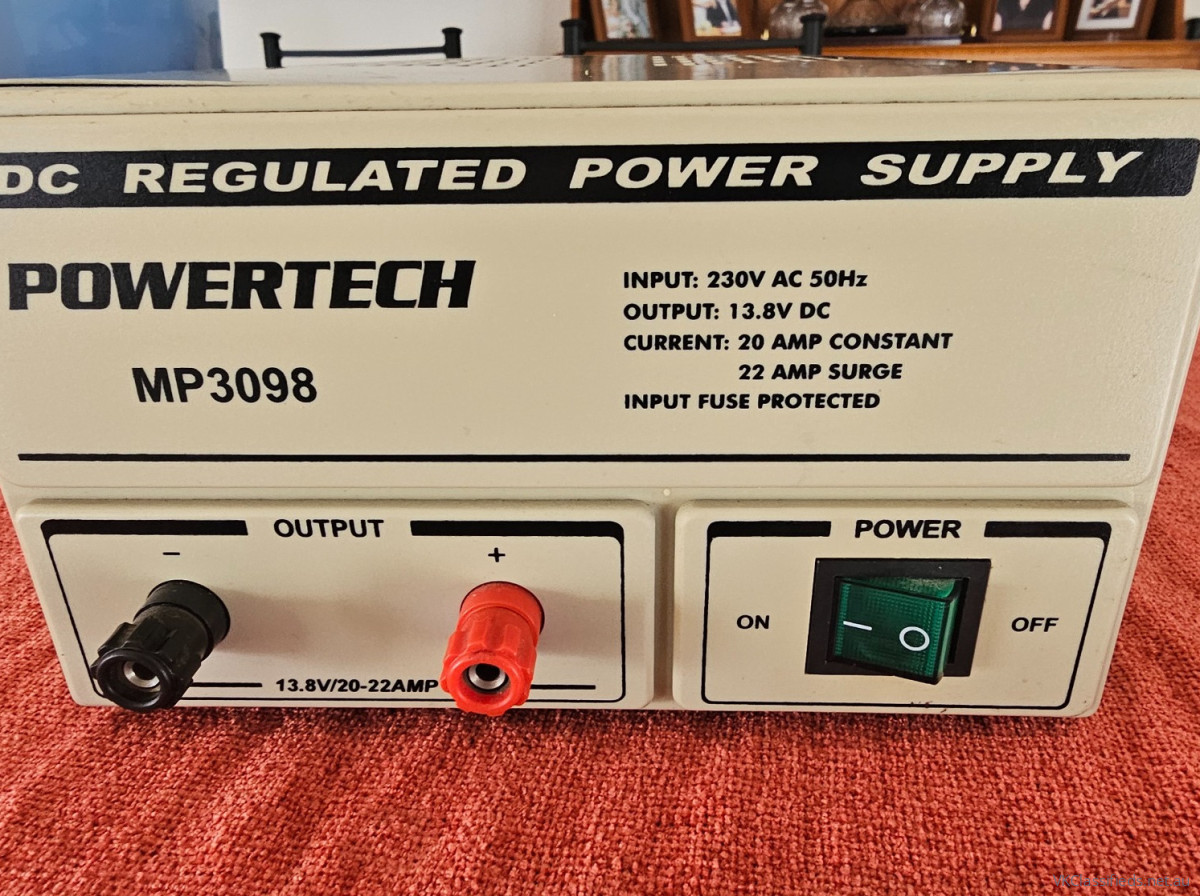 DC REGULATED POWER SUPPLY
POWERTECH
MP3098
INPUT: 230V AC 50Hz
OUTPUT: 13.8V DC
CURRENT: 20 AMP CONSTANT
22 AMP SURGE
INPUT FUSE PROTECTED
OUTPUT
− +
13.8V/20-22AMP
POWER
ON
— O
OFF